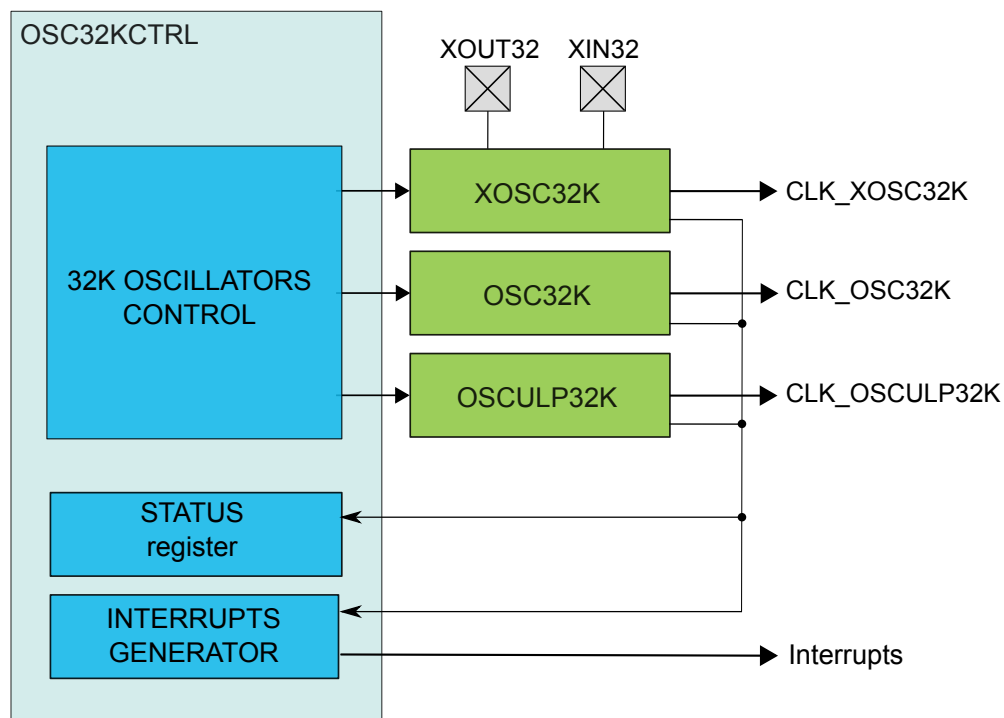 OSC32KCTRL
XOUT32
XIN32
XOSC32K
CLK_XOSC32K
32K OSCILLATORS
CONTROL
OSC32K
CLK_OSC32K
OSCULP32K
CLK_OSCULP32K
STATUS
register
INTERRUPTS
GENERATOR
Interrupts